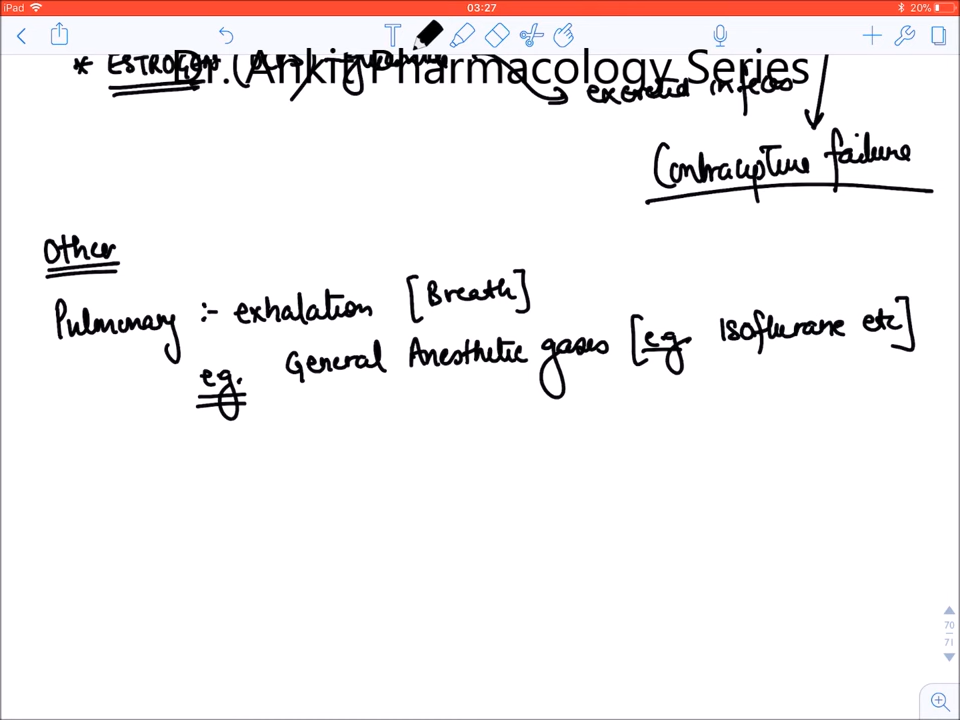 iPad 03:27 20%
T
Dr. Ankit Pharmacology Series
* ESTROGEN
excreted in feces
Contraceptive failure
Other
Pulmonary :- exhalation [Breath]
eg. General Anesthetic gases [eg. Isoflurane etc]
70
71